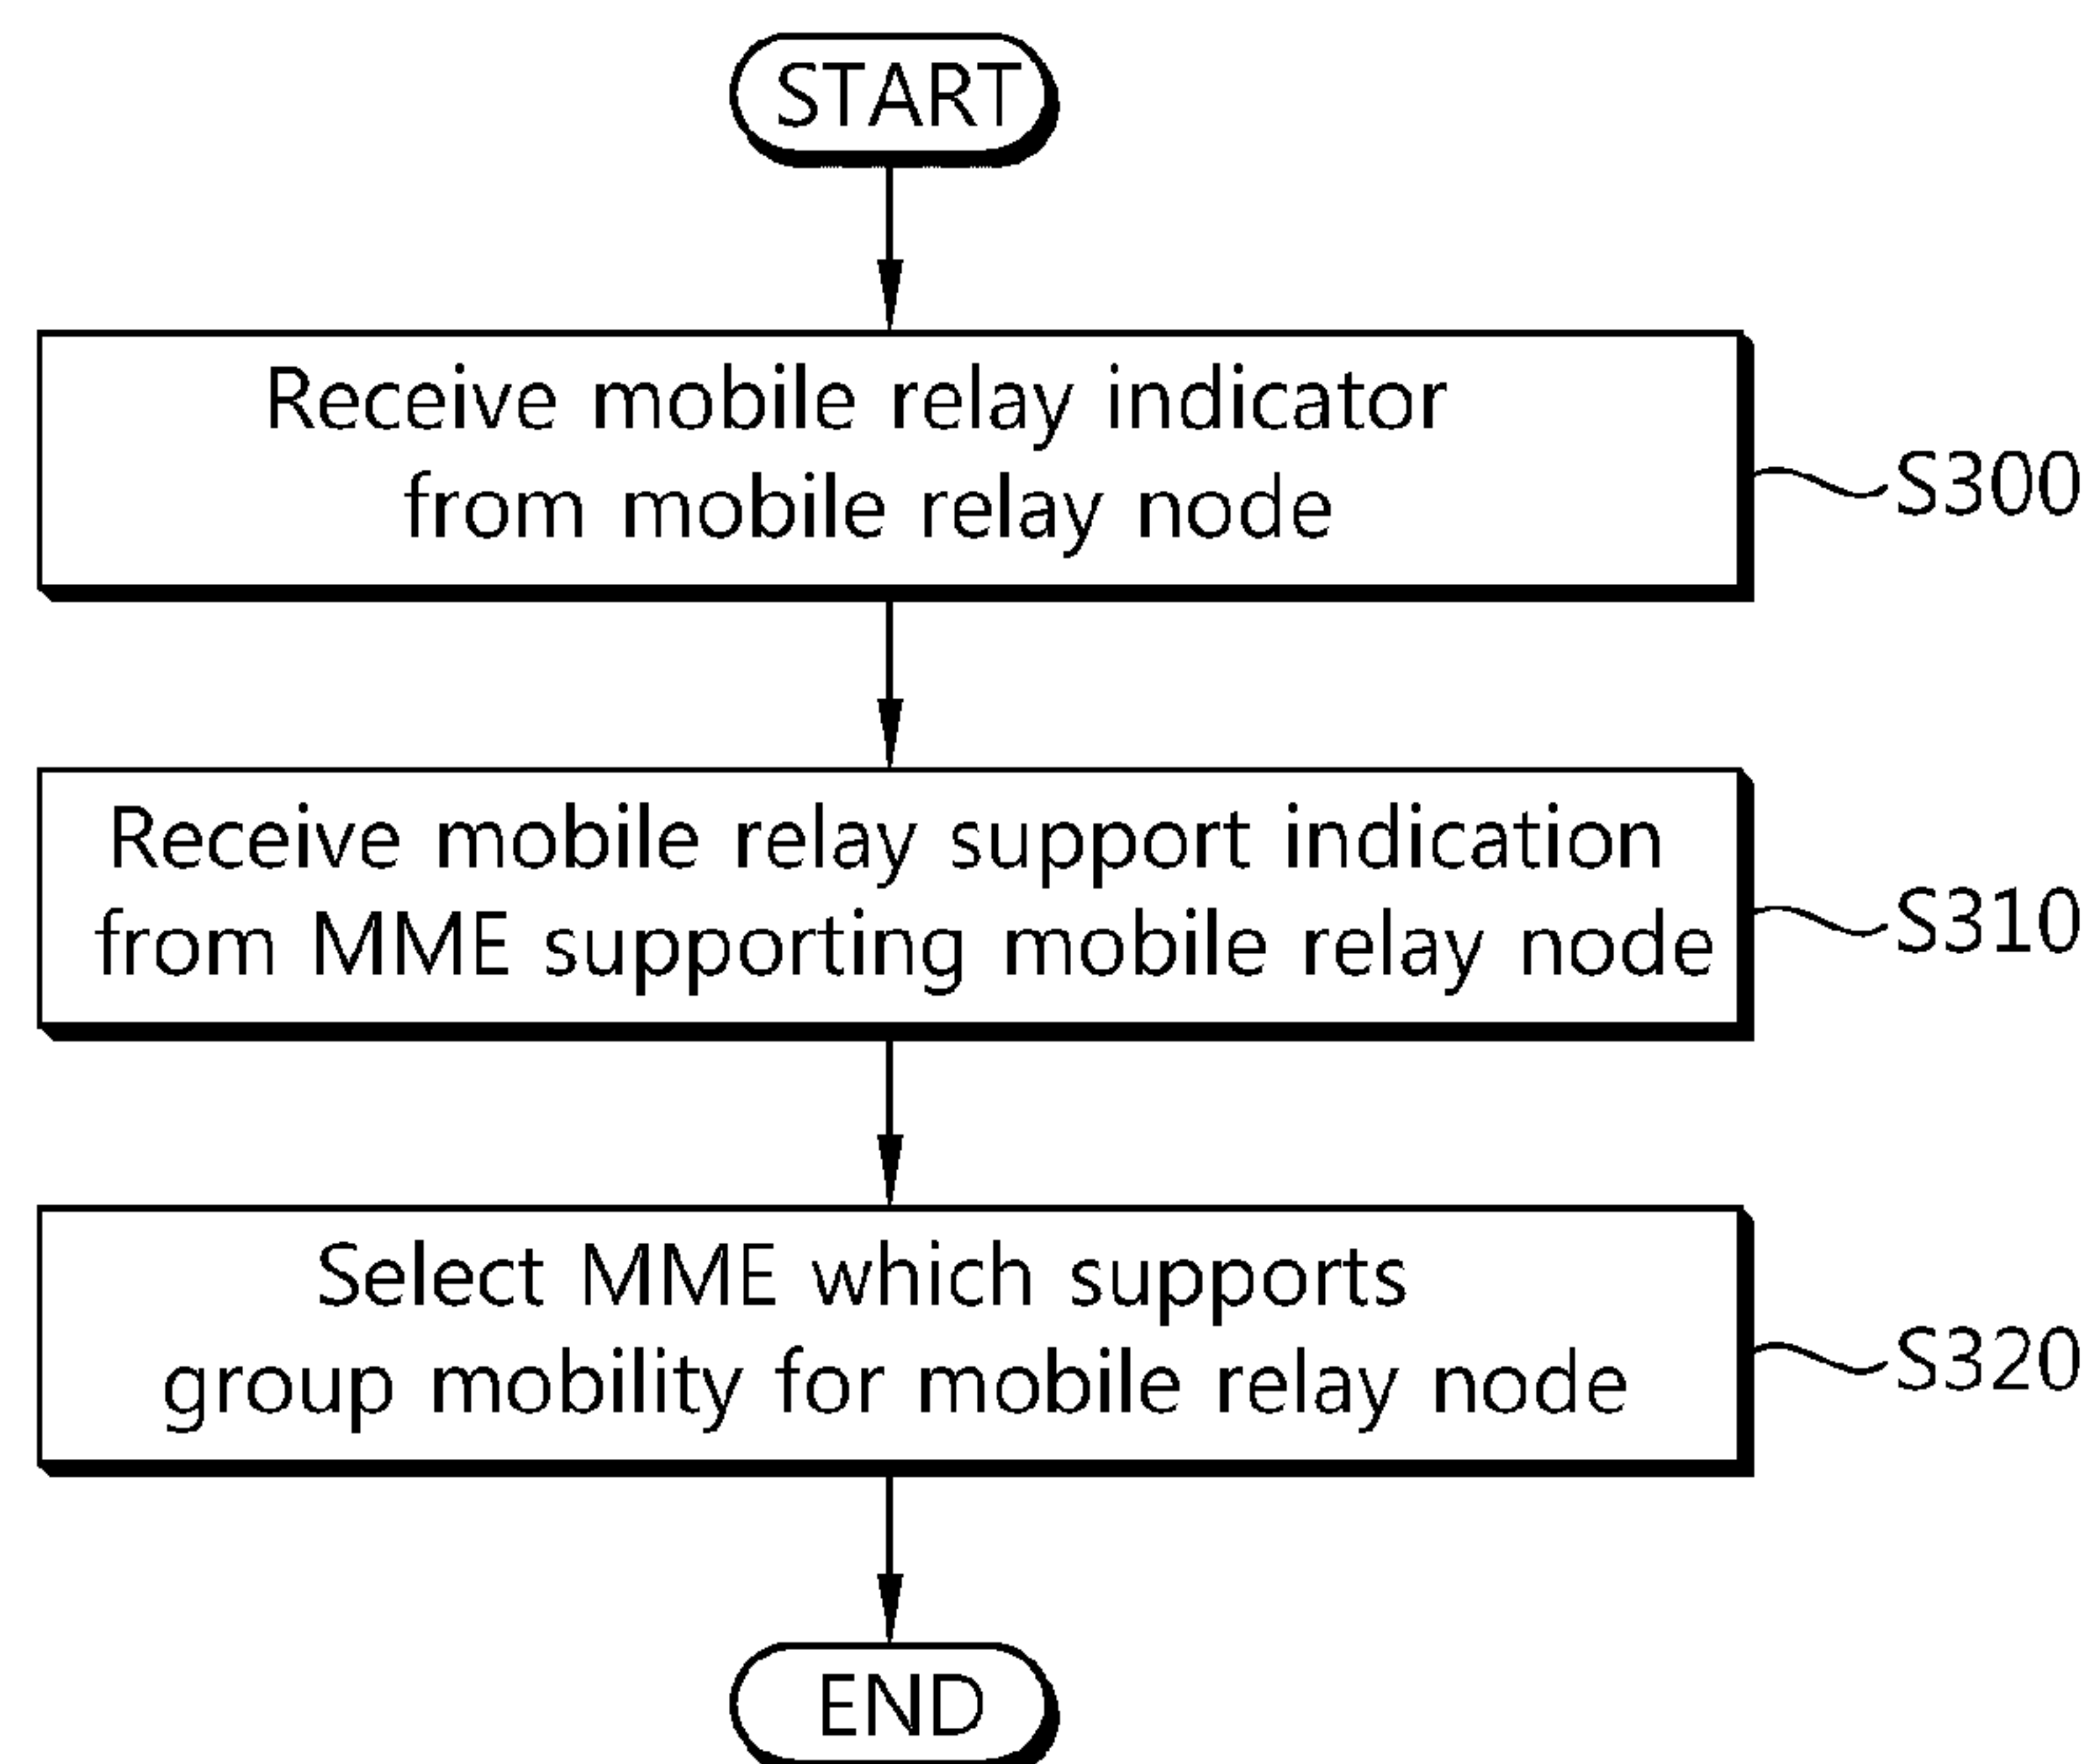 START
Receive mobile relay indicator
from mobile relay node
S300
Receive mobile relay support indication
from MME supporting mobile relay node
S310
Select MME which supports
group mobility for mobile relay node
S320
END